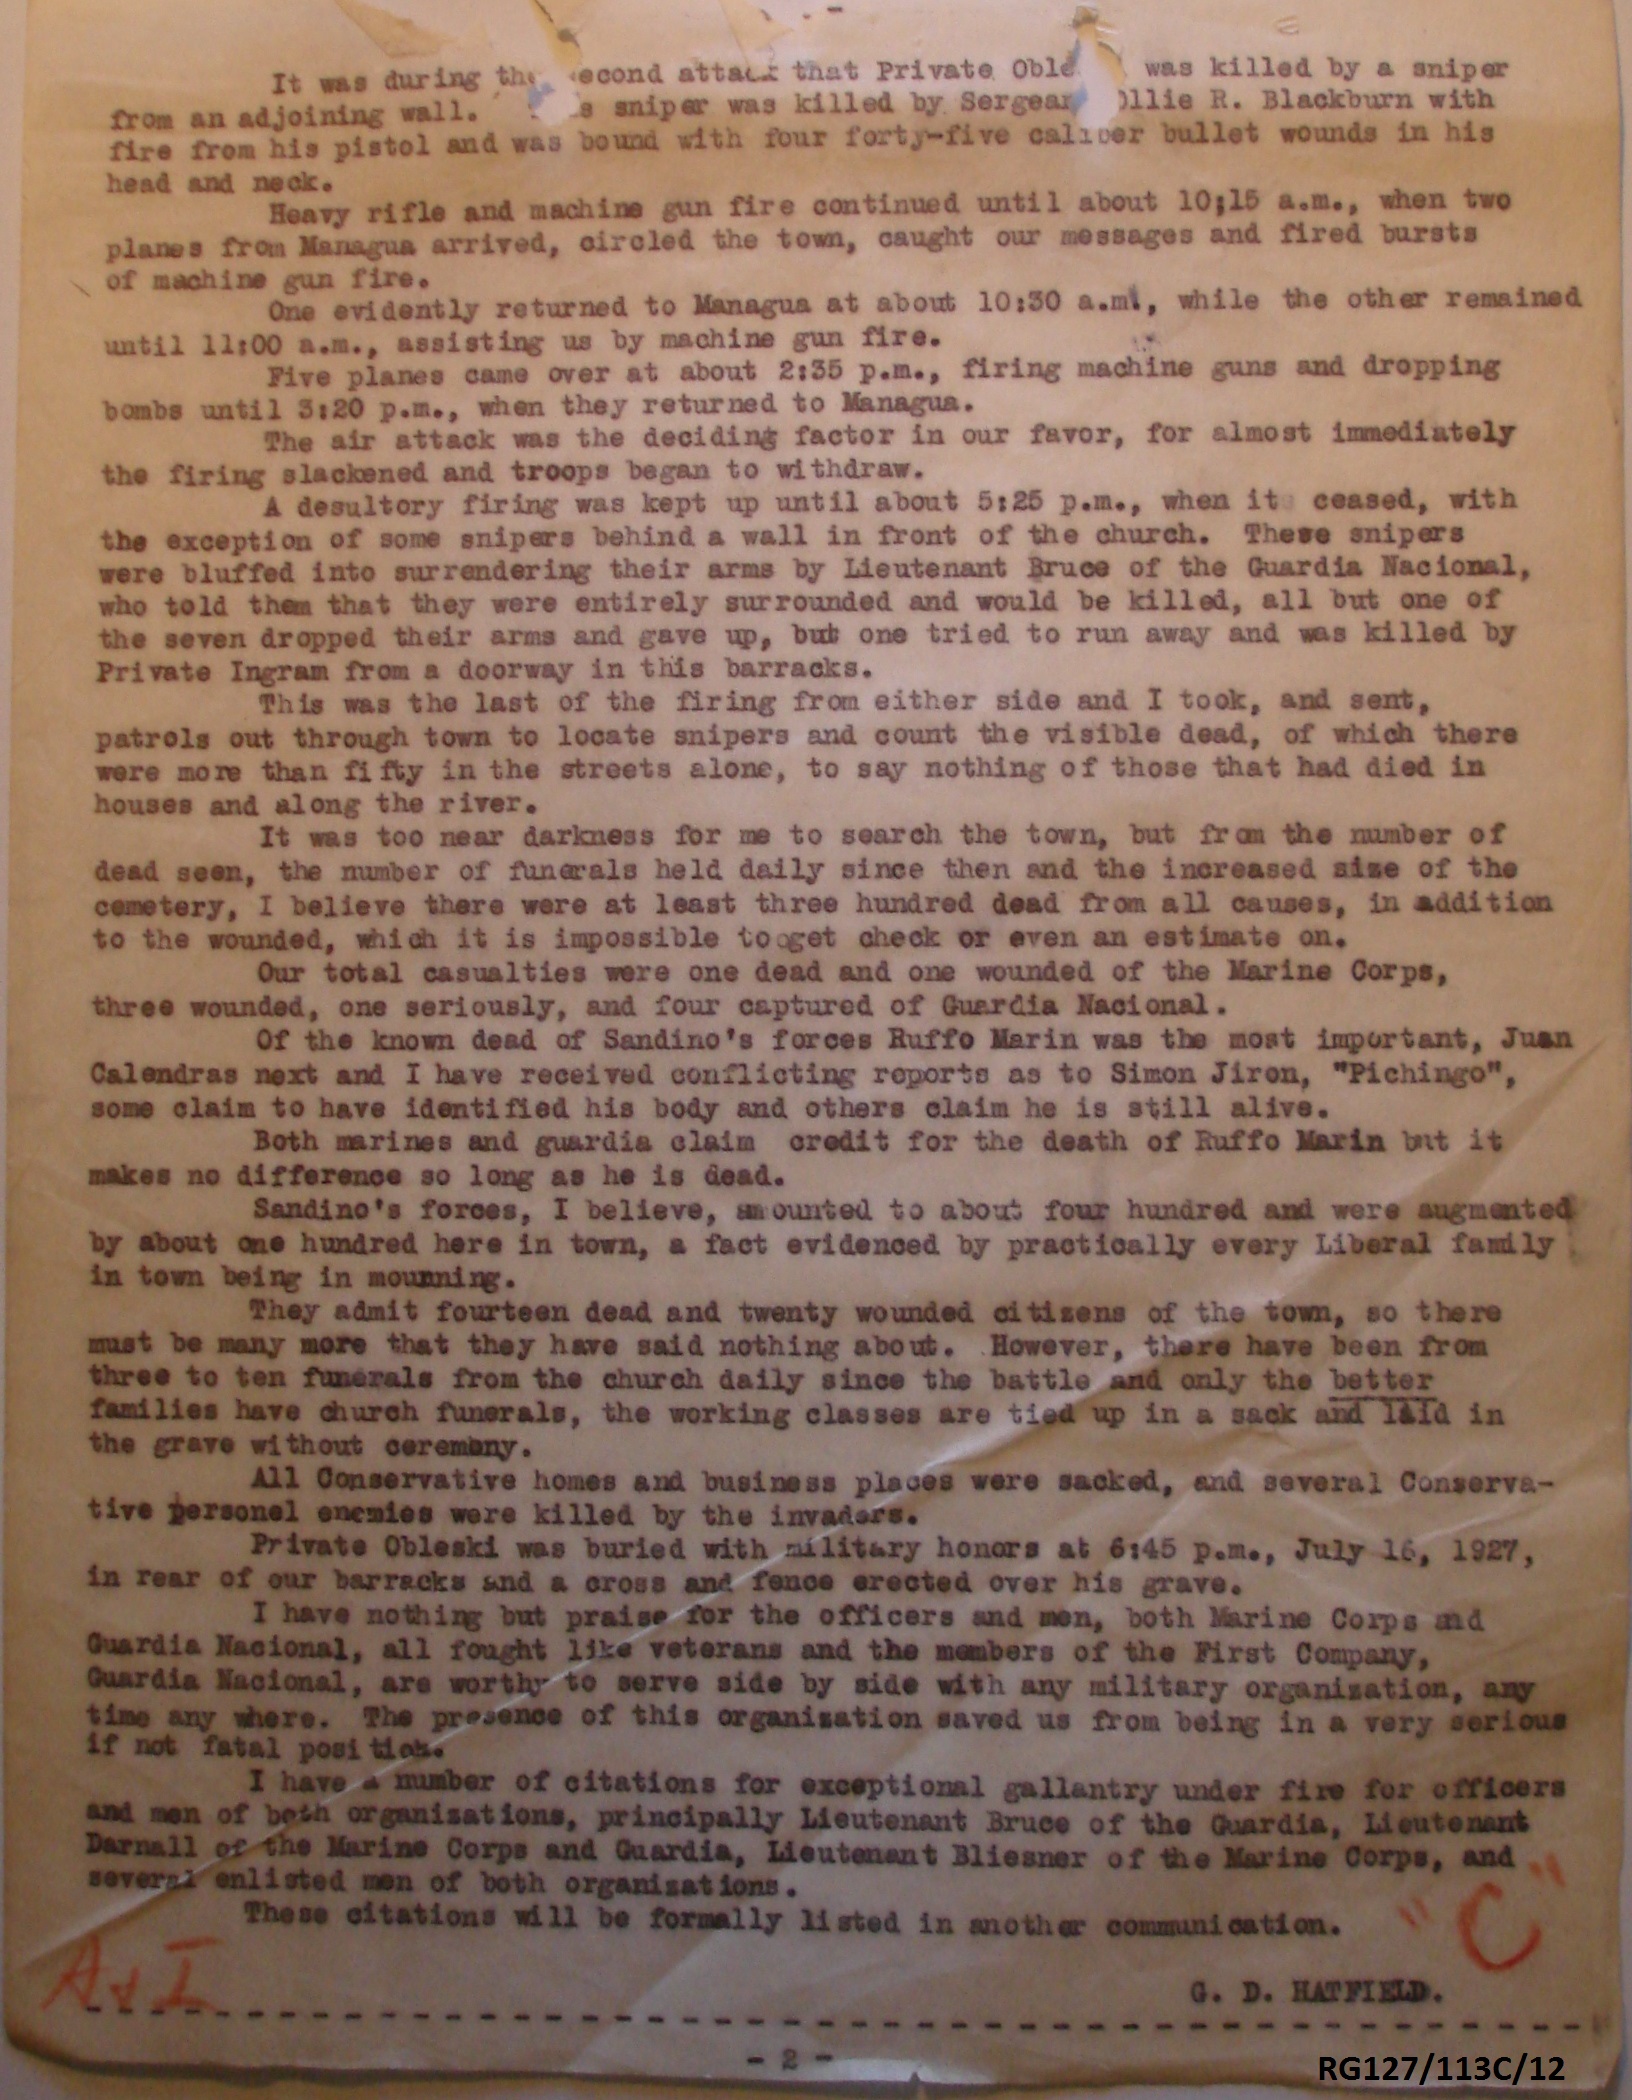 It was during the second attack that Private Oble was killed by a sniper
from an adjoining wall. s sniper was killed by Sergean Ollie R. Blackburn with
fire from his pistol and was bound with four forty-five caliber bullet wounds in his
head and neck.
Heavy rifle and machine gun fire continued until about 10;15 a.m., when two
planes from Managua arrived, circled the town, caught our messages and fired bursts
of machine gun fire.
One evidently returned to Managua at about 10:30 a.m., while the other remained
until 11:00 a.m., assisting us by machine gun fire.
Five planes came over at about 2:35 p.m., firing machine guns and dropping
bombs until 3:20 p.m., when they returned to Managua.
The air attack was the deciding factor in our favor, for almost immediately
the firing slackened and troops began to withdraw.
A desultory firing was kept up until about 5:25 p.m., when it ceased, with
the exception of some snipers behind a wall in front of the church. These snipers
were bluffed into surrendering their arms by Lieutenant Bruce of the Guardia Nacional,
who told them that they were entirely surrounded and would be killed, all but one of
the seven dropped their arms and gave up, but one tried to run away and was killed by
Private Ingram from a doorway in this barracks.
This was the last of the firing from either side and I took, and sent,
patrols out through town to locate snipers and count the visible dead, of which there
were more than fifty in the streets alone, to say nothing of those that had died in
houses and along the river.
It was too near darkness for me to search the town, but from the number of
dead seen, the number of funerals held daily since then and the increased size of the
cemetery, I believe there were at least three hundred dead from all causes, in addition
to the wounded, which it is impossible to get check or even an estimate on.
Our total casualties were one dead and one wounded of the Marine Corps,
three wounded, one seriously, and four captured of Guardia Nacional.
Of the known dead of Sandino's forces Ruffo Marin was the most important, Juan
Calendras next and I have received conflicting reports as to Simon Jiron, "Pichingo",
some claim to have identified his body and others claim he is still alive.
Both marines and guardia claim credit for the death of Ruffo Marin but it
makes no difference so long as he is dead.
Sandino's forces, I believe, amounted to about four hundred and were augmented
by about one hundred here in town, a fact evidenced by practically every Liberal family
in town being in mourning.
They admit fourteen dead and twenty wounded citizens of the town, so there
must be many more that they have said nothing about. However, there have been from
three to ten funerals from the church daily since the battle and only the better
families have church funerals, the working classes are tied up in a sack and laid in
the grave without ceremony.
All Conservative homes and business places were sacked, and several Conserva-
tive personel enemies were killed by the invaders.
Private Obleski was buried with military honors at 6:45 p.m., July 16, 1927,
in rear of our barracks and a cross and fence erected over his grave.
I have nothing but praise for the officers and men, both Marine Corps and
Guardia Nacional, all fought like veterans and the members of the First Company,
Guardia Nacional, are worthy to serve side by side with any military organization, any
time any where. The presence of this organization saved us from being in a very serious
if not fatal position.
I have a number of citations for exceptional gallantry under fire for officers
and men of both organizations, principally Lieutenant Bruce of the Guardia, Lieutenant
Darnall of the Marine Corps and Guardia, Lieutenant Bliesner of the Marine Corps, and
several enlisted men of both organizations.
These citations will be formally listed in another communication.
"C"
A & I
G. D. HATFIELD.
- 2 -
RG127/113C/12